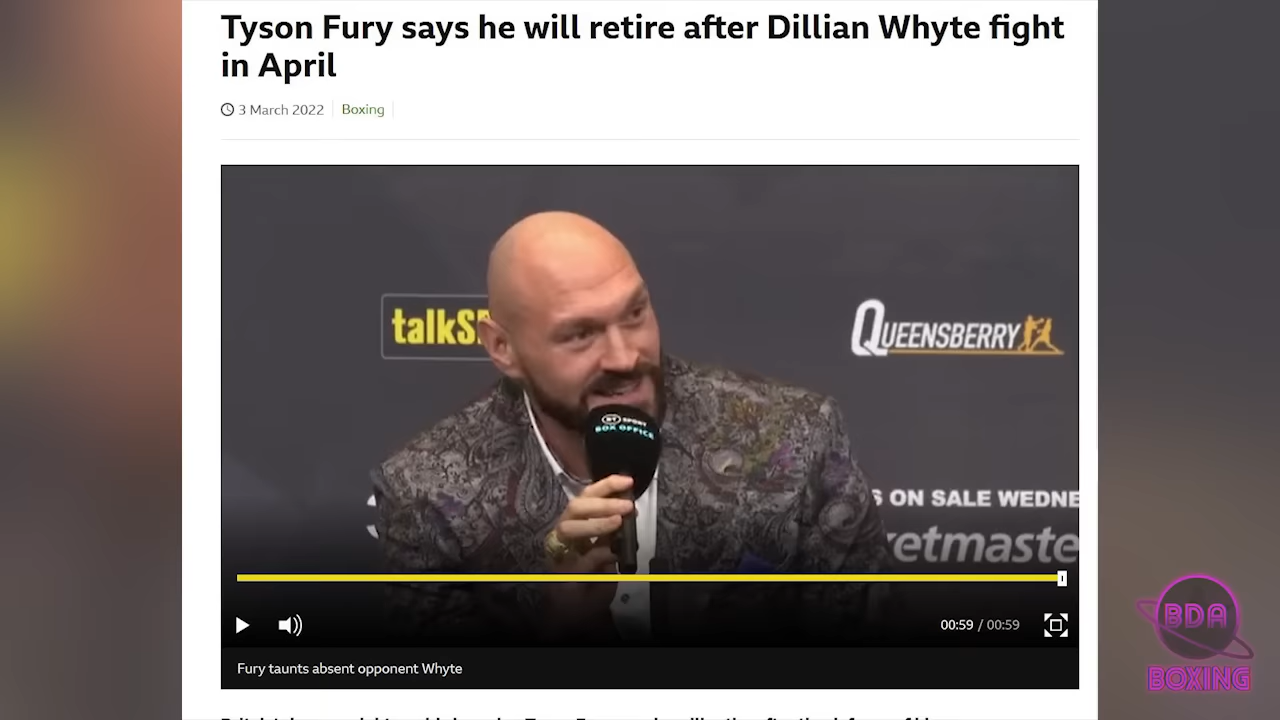 Tyson Fury says he will retire after Dillian Whyte fight
in April
3 March 2022
Boxing
talkS
QUEENSBERRY
BT SPORT
BOX OFFICE
S ON SALE WEDNE
etmaste
00:59 / 00:59
Fury taunts absent opponent Whyte
BDA
BOXING